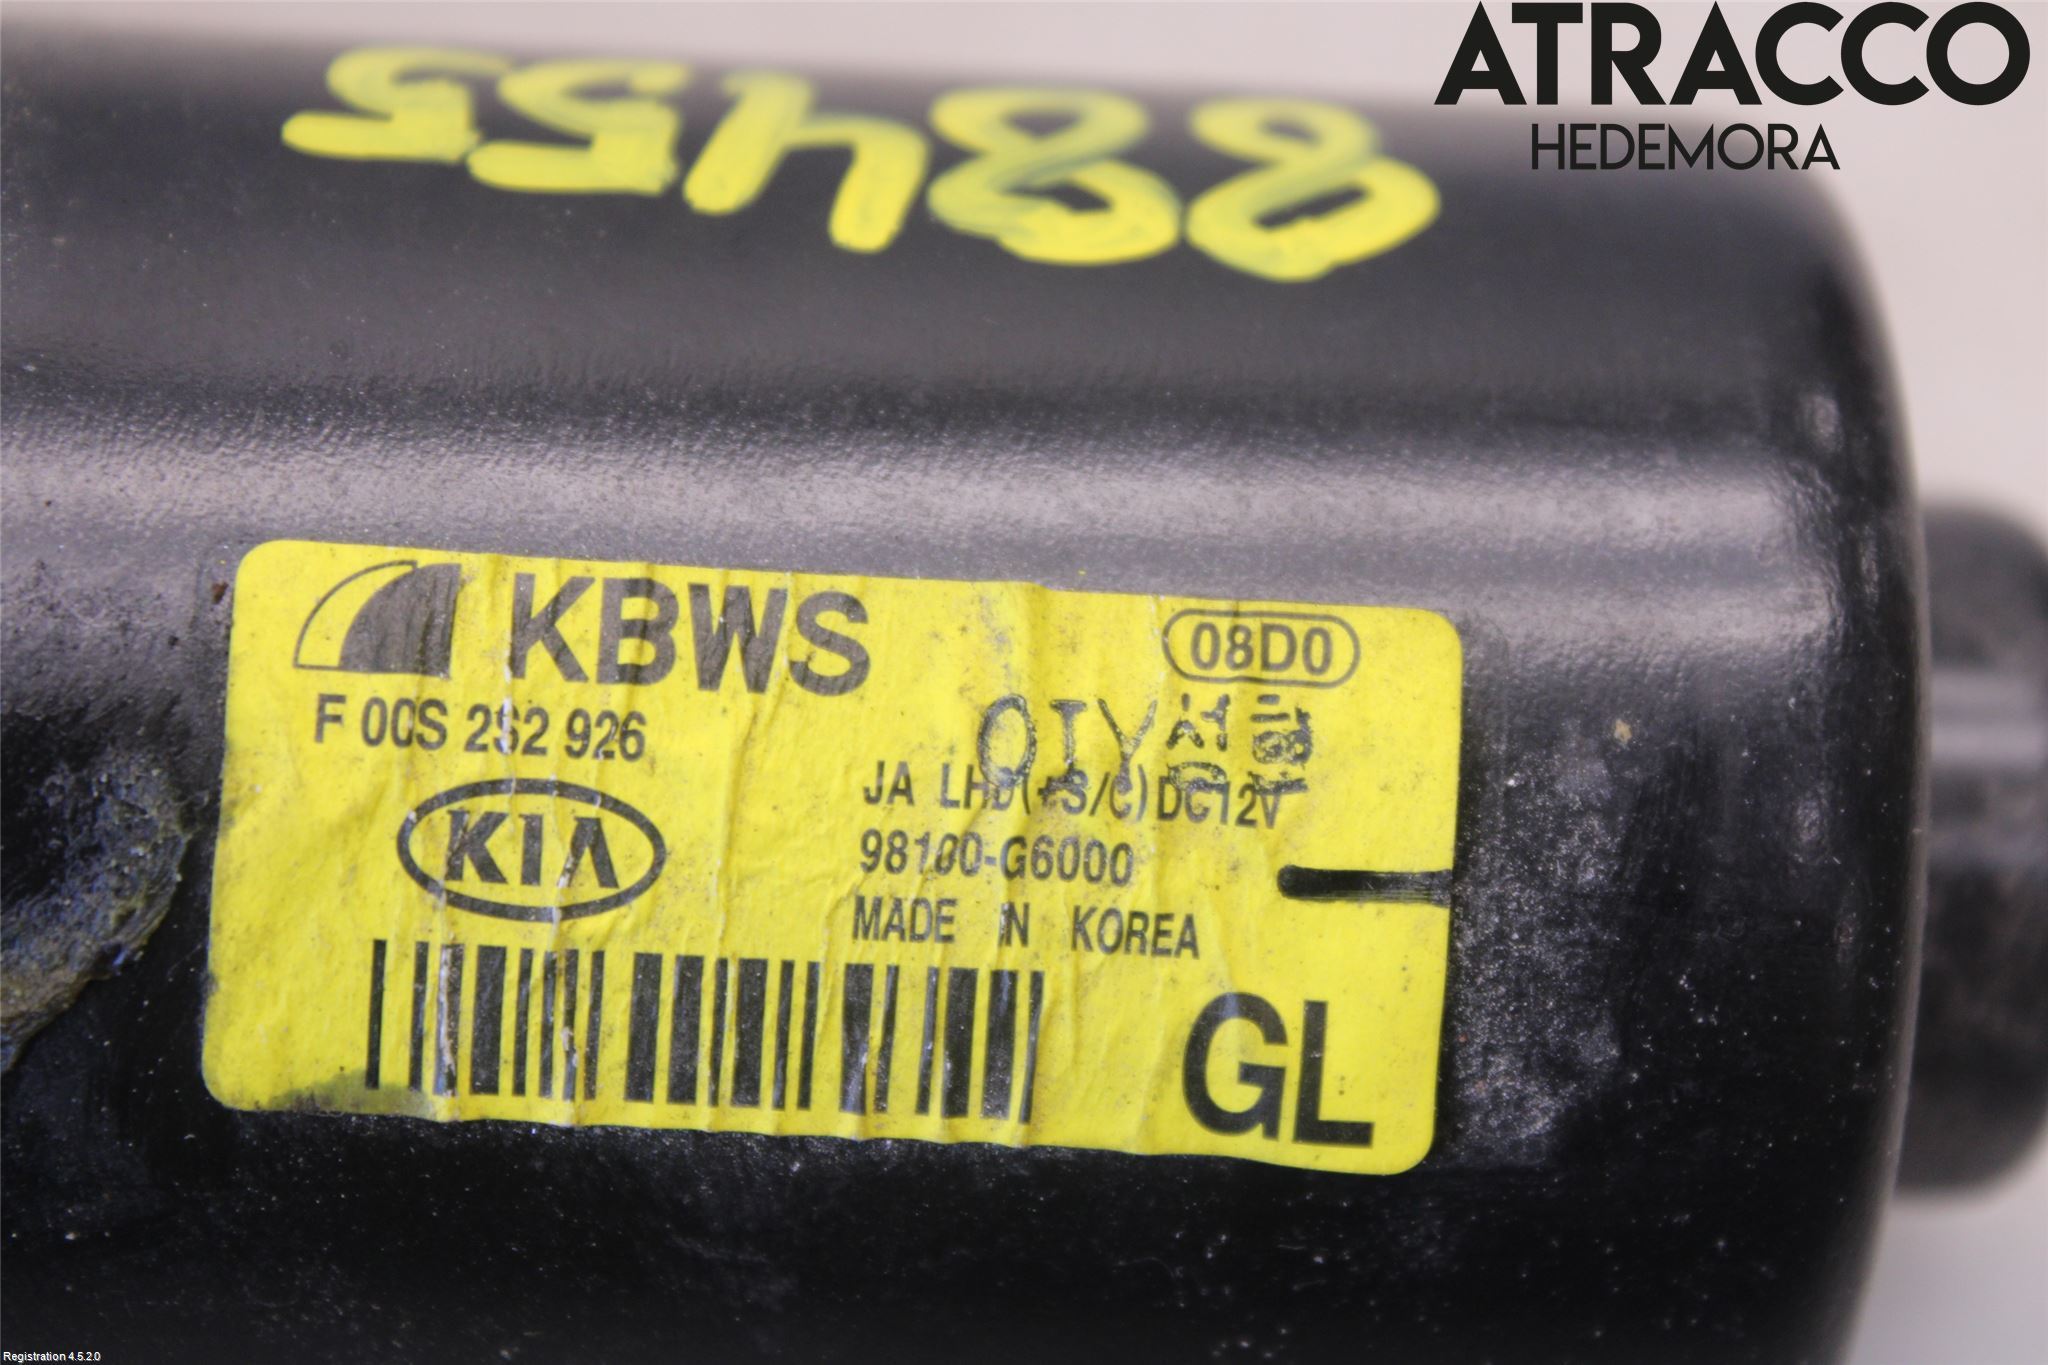 ATRACCO
HEDEMORA
88455
KBWS
08D0
F 00S 2S2 926
JA LHD(+S/C) DC12V
KIA
98100-G6000
MADE IN KOREA
GL
Registration 4.5.2.0